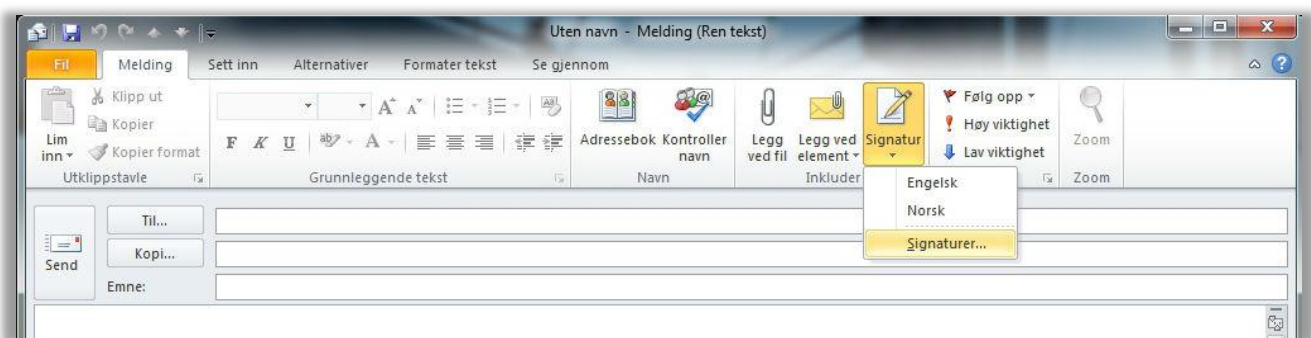 Uten navn - Melding (Ren tekst)
Fil Melding Sett inn Alternativer Formater tekst Se gjennom
Klipp ut
Kopier
Kopier format
Lim
inn
Utklippstavle
F K U A
Grunnleggende tekst
Adressebok
Kontroller
navn
Navn
Legg
ved fil
Legg ved
element
Signatur
Inkluder
Følg opp
Høy viktighet
Lav viktighet
Zoom
Zoom
Engelsk
Norsk
Signaturer...
Send
Til...
Kopi...
Emne: